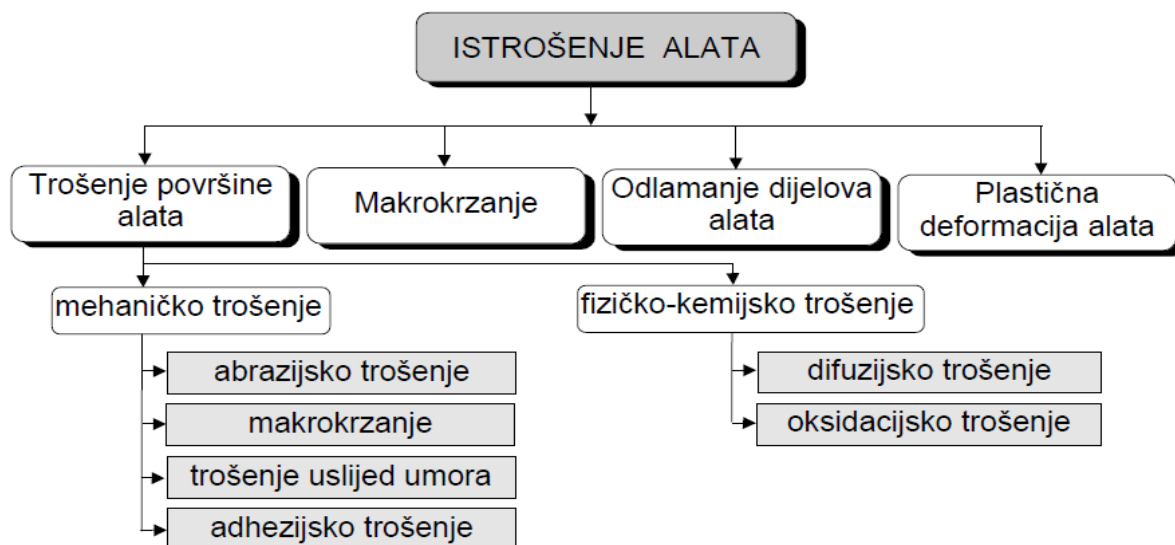 ISTROŠENJE ALATA
Trošenje površine
alata
Makrokrzanje
Odlamanje dijelova
alata
Plastična
deformacija alata
mehaničko trošenje
fizičko-kemijsko trošenje
abrazijsko trošenje
makrokrzanje
trošenje uslijed umora
adhezijsko trošenje
difuzijsko trošenje
oksidacijsko trošenje